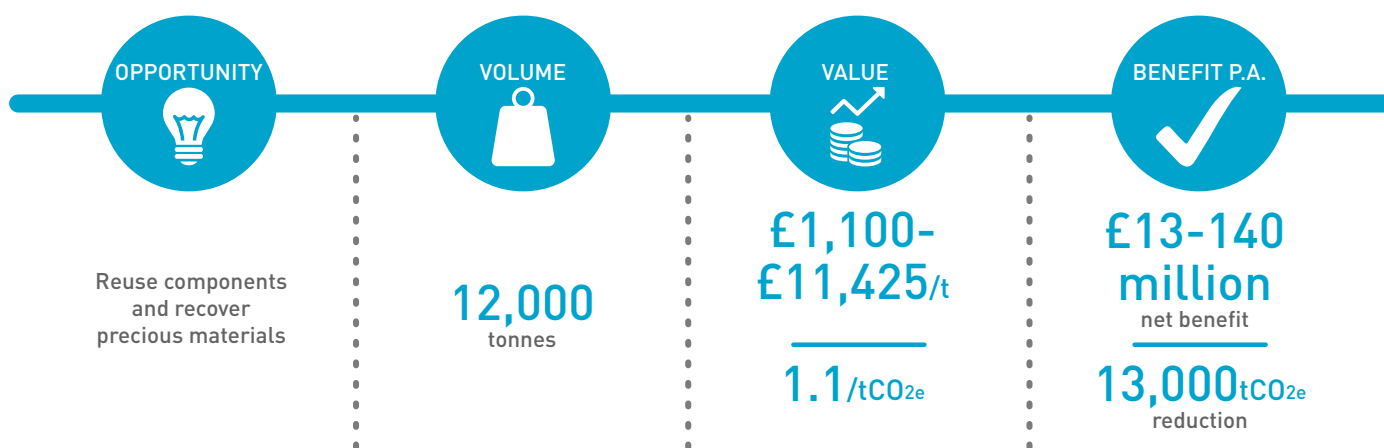 OPPORTUNITY
Reuse components
and recover
precious materials
VOLUME
12,000
tonnes
VALUE
£1,100-
£11,425/t
1.1/tCO2e
BENEFIT P.A.
£13-140
million
net benefit
13,000tCO2e
reduction